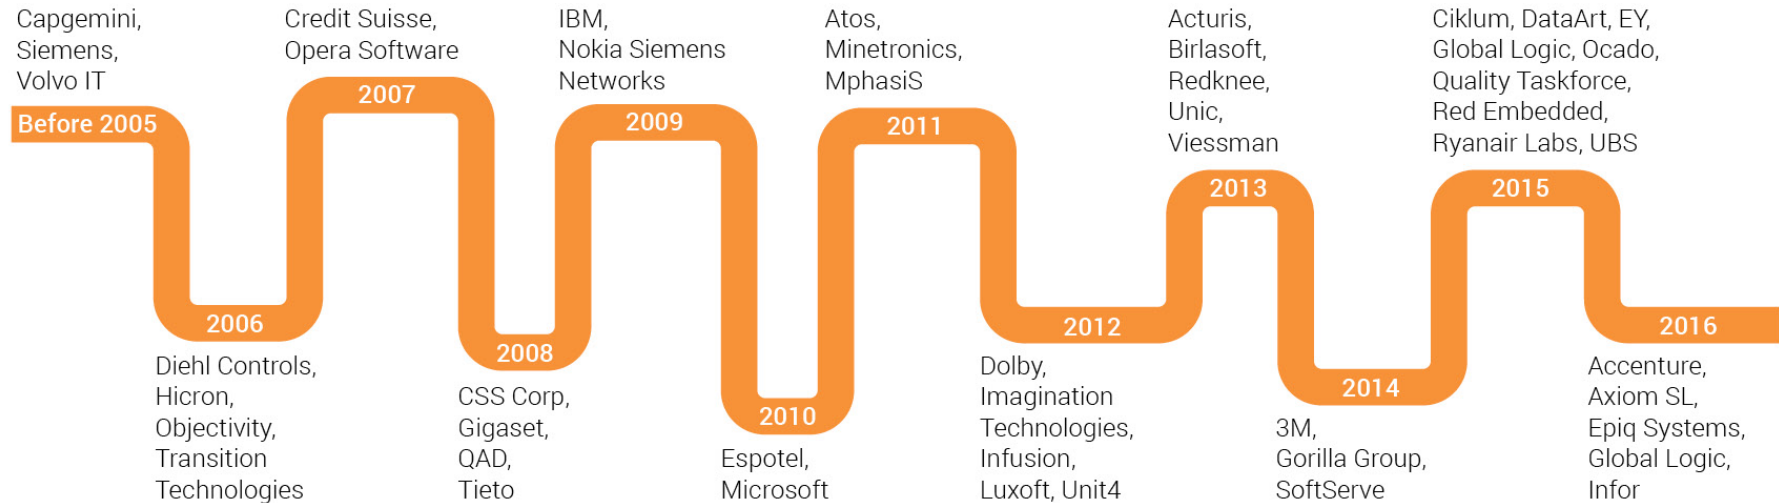 Capgemini,
Siemens,
Volvo IT
Before 2005
2006
Diehl Controls,
Hicron,
Objectivity,
Transition
Technologies
Credit Suisse,
Opera Software
2007
2008
CSS Corp,
Gigaset,
QAD,
Tieto
IBM,
Nokia Siemens
Networks
2009
2010
Espotel,
Microsoft
Atos,
Minetronics,
MphasiS
2011
2012
Dolby,
Imagination
Technologies,
Infusion,
Luxoft, Unit4
Acturis,
Birlasoft,
Redknee,
Unic,
Viessman
2013
2014
3M,
Gorilla Group,
SoftServe
Ciklum, DataArt, EY,
Global Logic, Ocado,
Quality Taskforce,
Red Embedded,
Ryanair Labs, UBS
2015
2016
Accenture,
Axiom SL,
Epiq Systems,
Global Logic,
Infor